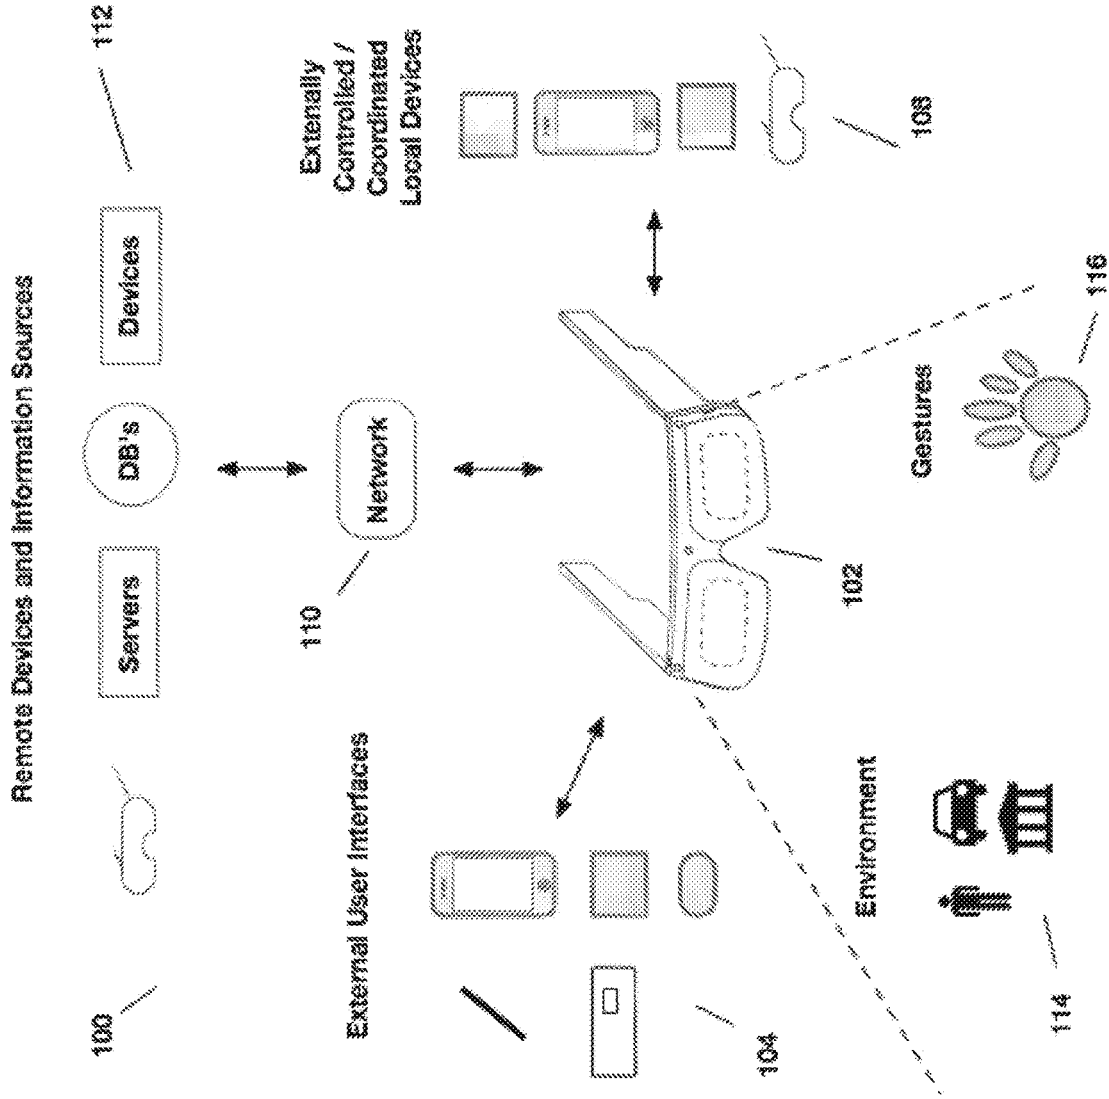 Remote Devices and Information Sources
100
Servers
DB's
Devices
112
110
Network
External User Interfaces
Externally
Controlled /
Coordinated
Local Devices
104
102
108
Environment
Gestures
114
116